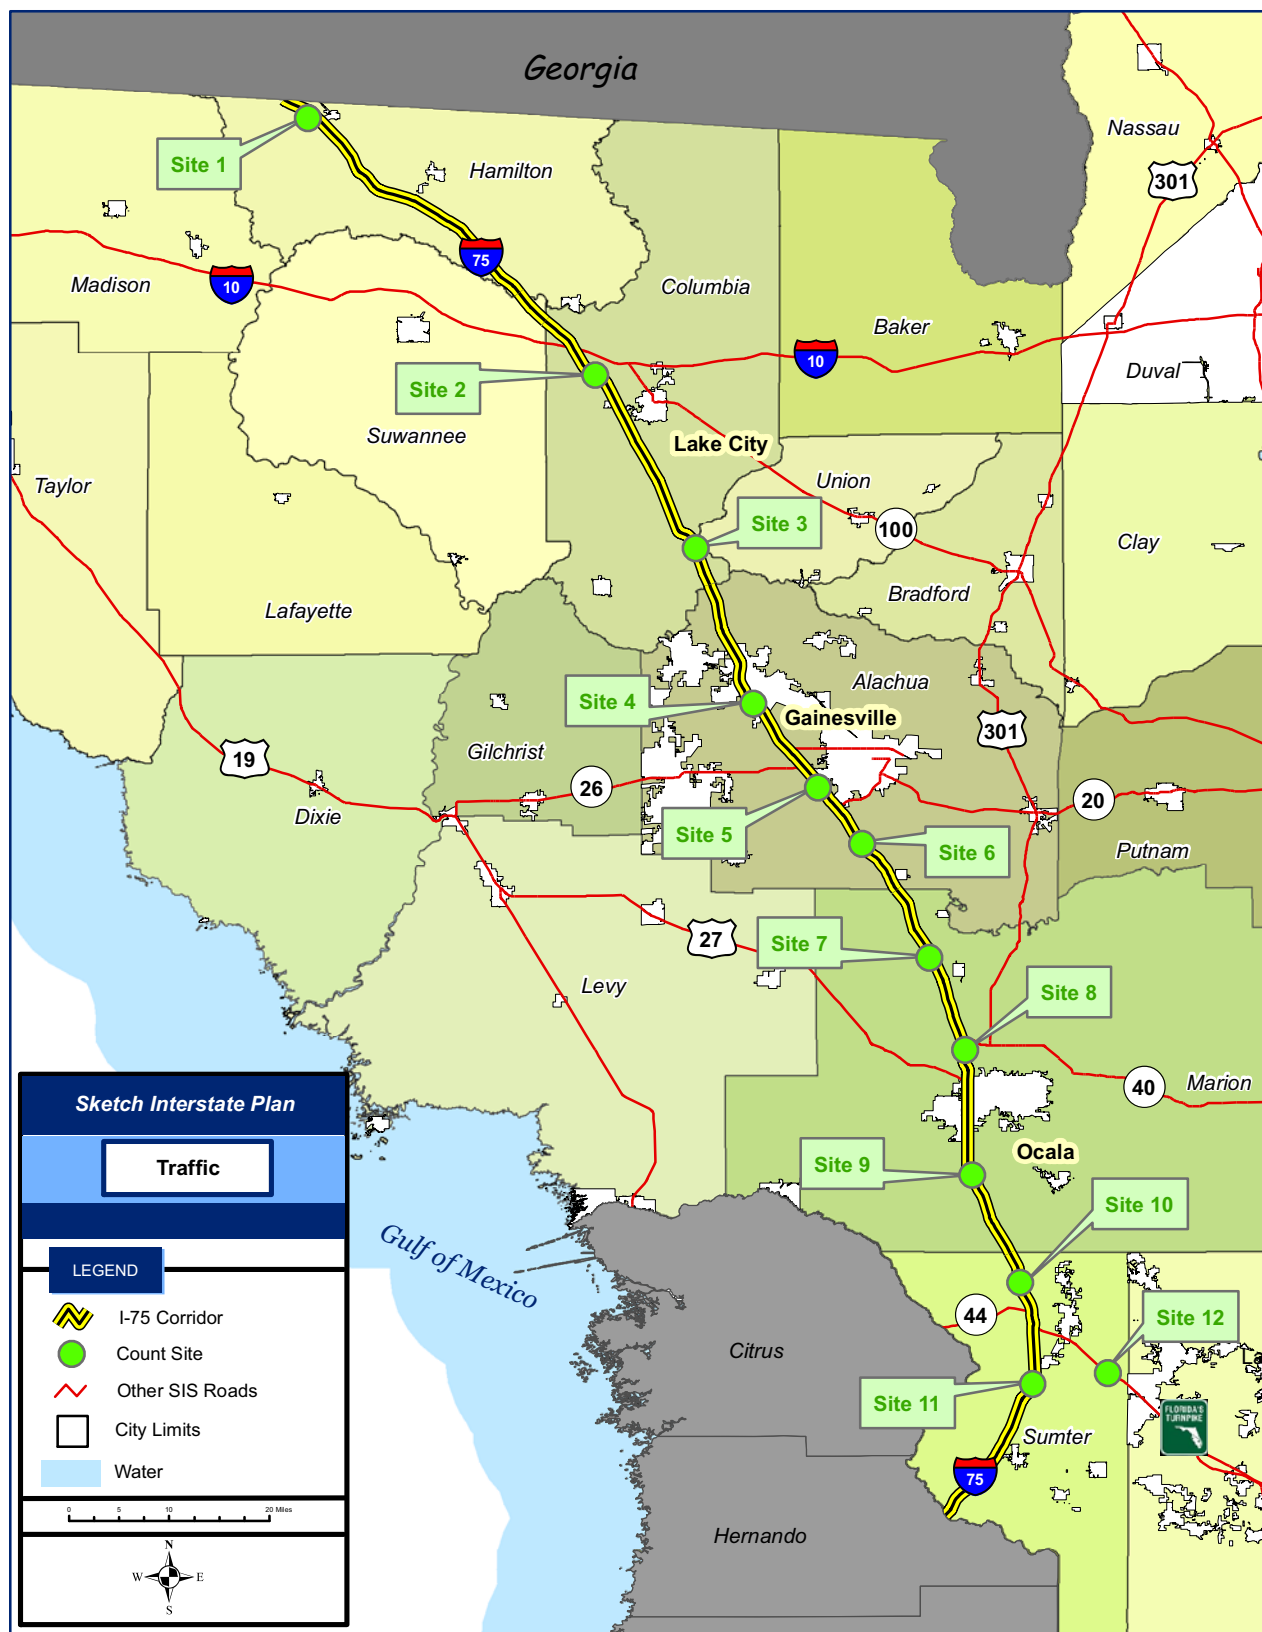 Georgia
Nassau
301
Site 1
Hamilton
75
Madison
10
Columbia
Baker
10
Duval
Site 2
Suwannee
Lake City
Taylor
Union
Site 3
100
Clay
Lafayette
Bradford
Site 4
Alachua
Gainesville
301
Gilchrist
19
26
20
Dixie
Site 5
Site 6
Putnam
27
Site 7
Levy
Site 8
40
Marion
Sketch Interstate Plan
Traffic
Ocala
Site 9
Site 10
Gulf of Mexico
LEGEND
I-75 Corridor
Count Site
Other SIS Roads
City Limits
Water
0 5 10 20 Miles
N
W E
S
44
Site 12
Citrus
La
Site 11
FLORIDA'S
TURNPIKE
Sumter
75
Hernando